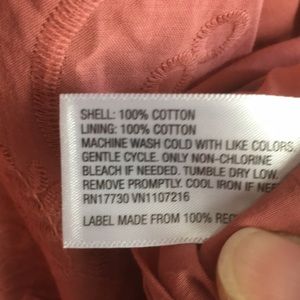 SHELL: 100% COTTON
LINING: 100% COTTON
MACHINE WASH COLD WITH LIKE COLORS,
GENTLE CYCLE. ONLY NON-CHLORINE
BLEACH IF NEEDED. TUMBLE DRY LOW.
REMOVE PROMPTLY. COOL IRON IF
RN17730 VN1107216
LABEL MADE FROM 100%